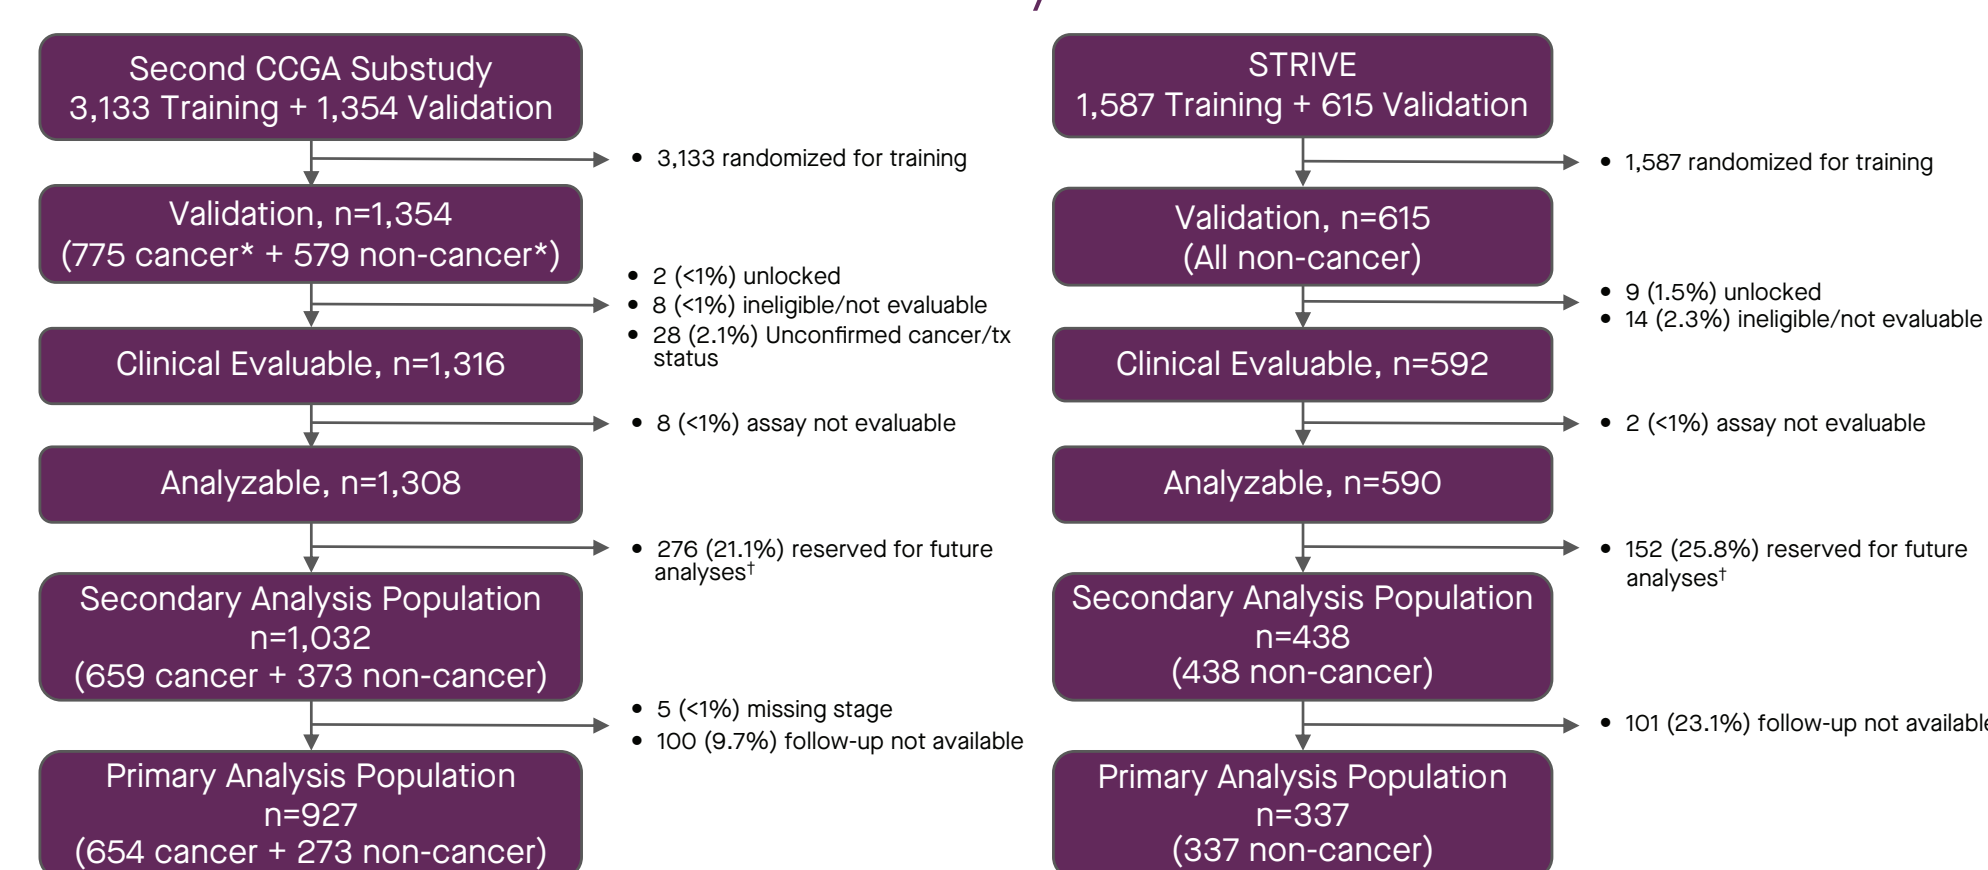 Second CCGA Substudy
3,133 Training + 1,354 Validation
• 3,133 randomized for training
Validation, n=1,354
(775 cancer* + 579 non-cancer*)
• 2 (<1%) unlocked
• 8 (<1%) ineligible/not evaluable
• 28 (2.1%) Unconfirmed cancer/tx
status
Clinical Evaluable, n=1,316
• 8 (<1%) assay not evaluable
Analyzable, n=1,308
• 276 (21.1%) reserved for future
analyses†
Secondary Analysis Population
n=1,032
(659 cancer + 373 non-cancer)
• 5 (<1%) missing stage
• 100 (9.7%) follow-up not available
Primary Analysis Population
n=927
(654 cancer + 273 non-cancer)
STRIVE
1,587 Training + 615 Validation
• 1,587 randomized for training
Validation, n=615
(All non-cancer)
• 9 (1.5%) unlocked
• 14 (2.3%) ineligible/not evaluable
Clinical Evaluable, n=592
• 2 (<1%) assay not evaluable
Analyzable, n=590
• 152 (25.8%) reserved for future
analyses†
Secondary Analysis Population
n=438
(438 non-cancer)
• 101 (23.1%) follow-up not available
Primary Analysis Population
n=337
(337 non-cancer)